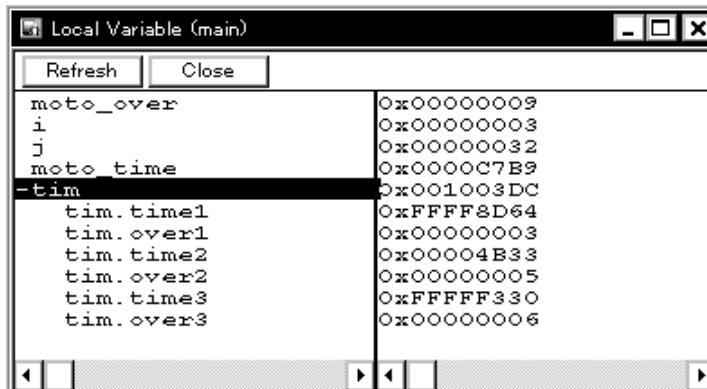 Local Variable (main)
Refresh Close
moto_over 0x00000009
i 0x00000003
j 0x00000032
moto_time 0x0000C7B9
-tim 0x001003DC
tim.time1 0xFFFF8D64
tim.over1 0x00000003
tim.time2 0x00004B33
tim.over2 0x00000005
tim.time3 0xFFFFF330
tim.over3 0x00000006